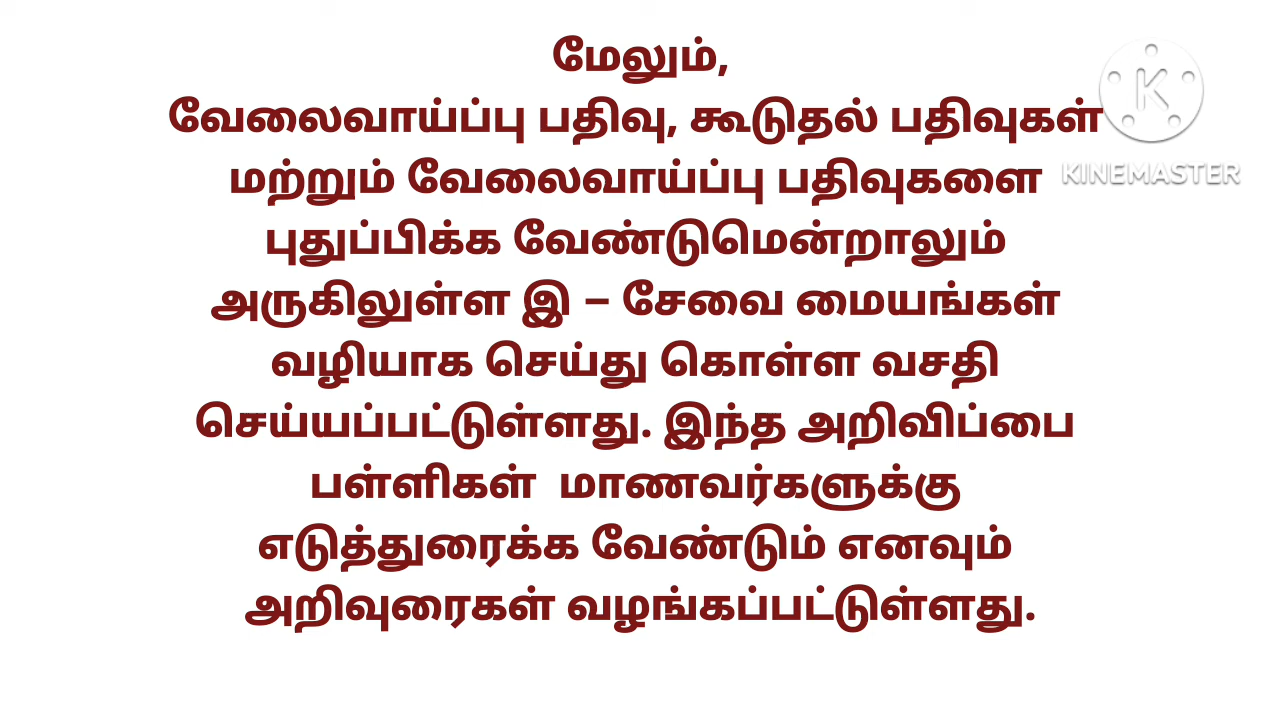 மேலும்,
வேலைவாய்ப்பு பதிவு, கூடுதல் பதிவுகள்
மற்றும் வேலைவாய்ப்பு பதிவுகளை
புதுப்பிக்க வேண்டுமென்றாலும்
அருகிலுள்ள இ – சேவை மையங்கள்
வழியாக செய்து கொள்ள வசதி
செய்யப்பட்டுள்ளது. இந்த அறிவிப்பை
பள்ளிகள் மாணவர்களுக்கு
எடுத்துரைக்க வேண்டும் எனவும்
அறிவுரைகள் வழங்கப்பட்டுள்ளது.
K
KINEMASTER